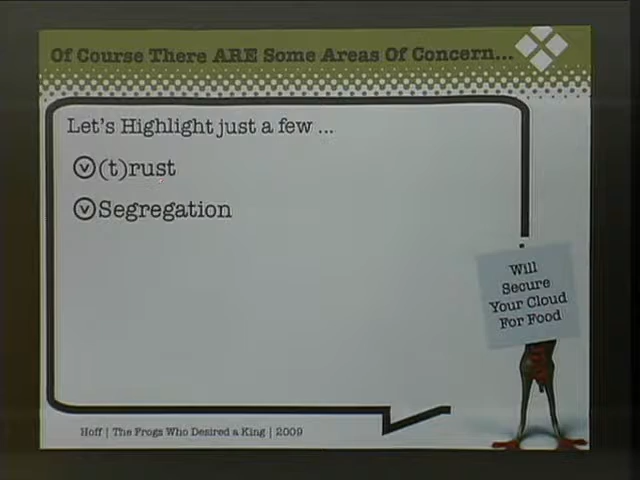 Of Course There ARE Some Areas Of Concern...
Let's Highlight just a few ...
(t)rust
Segregation
Will
Secure
Your Cloud
For Food
Hoff | The Frogs Who Desired a King | 2009